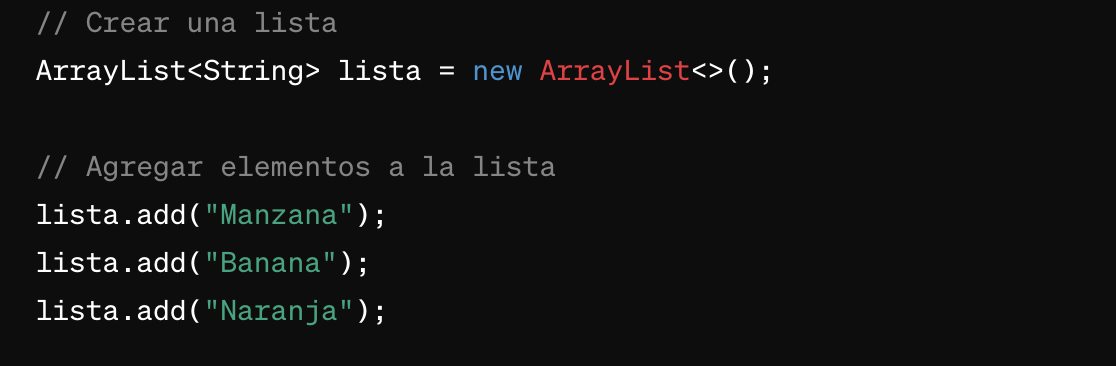 // Crear una lista
ArrayList<String> lista = new ArrayList<>();
// Agregar elementos a la lista
lista.add("Manzana");
lista.add("Banana");
lista.add("Naranja");